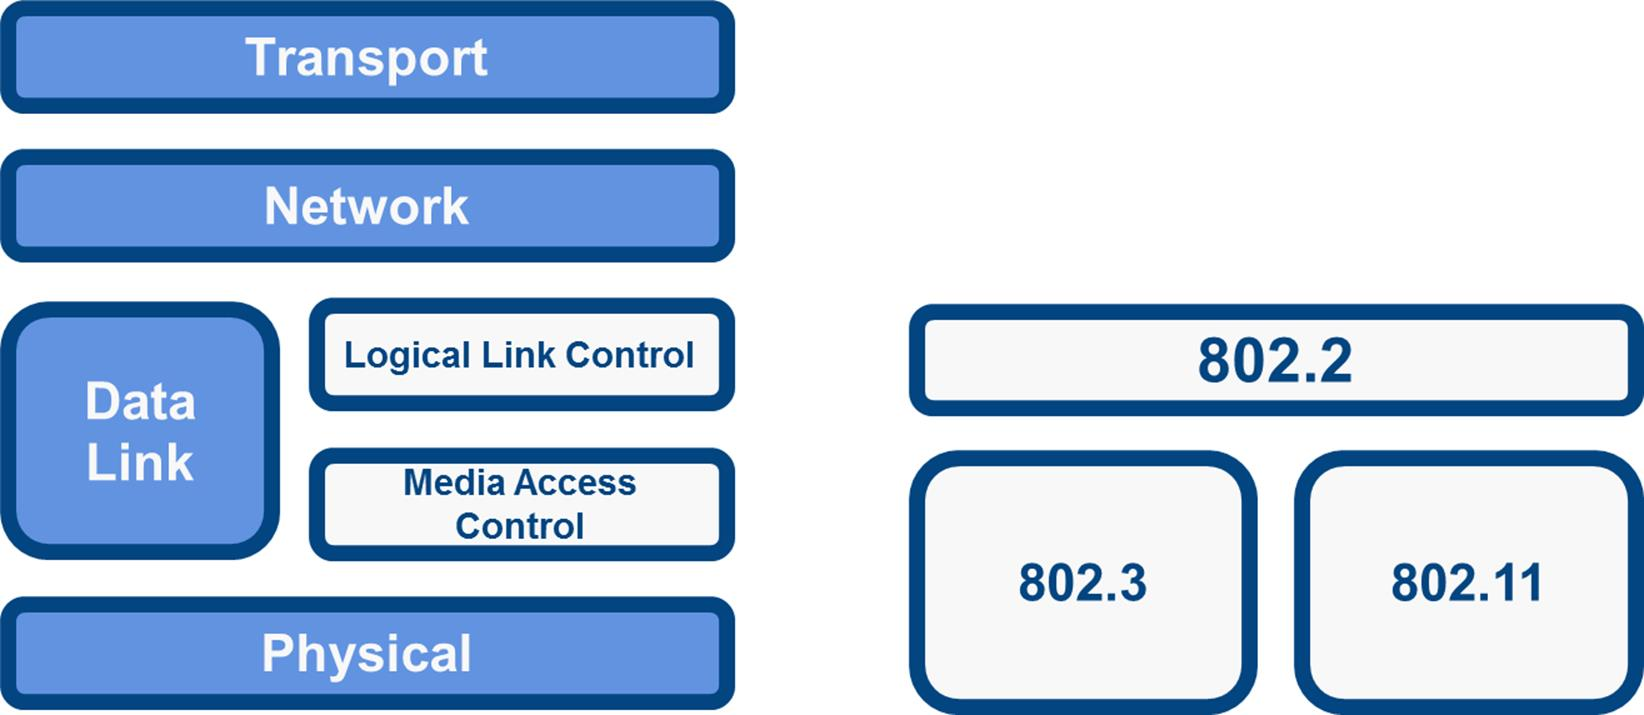 Transport
Network
Data
Link
Logical Link Control
Media Access
Control
Physical
802.2
802.3
802.11